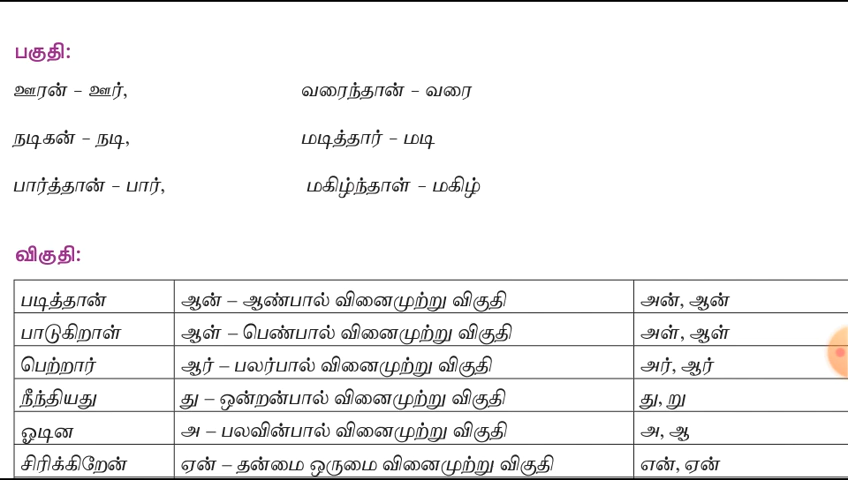 பகுதி:
ஊரன் – ஊர், வரைந்தான் – வரை
நடிகன் – நடி, மடித்தார் – மடி
பார்த்தான் – பார், மகிழ்ந்தாள் – மகிழ்
விகுதி:
படித்தான் ஆன் – ஆண்பால் வினைமுற்று விகுதி அன், ஆன்
பாடுகிறாள் ஆள் – பெண்பால் வினைமுற்று விகுதி அள், ஆள்
பெற்றார் ஆர் – பலர்பால் வினைமுற்று விகுதி அர், ஆர்
நீந்தியது து – ஒன்றன்பால் வினைமுற்று விகுதி து, று
ஓடின அ – பலவின்பால் வினைமுற்று விகுதி அ, ஆ
சிரிக்கிறேன் ஏன் – தன்மை ஒருமை வினைமுற்று விகுதி என், ஏன்